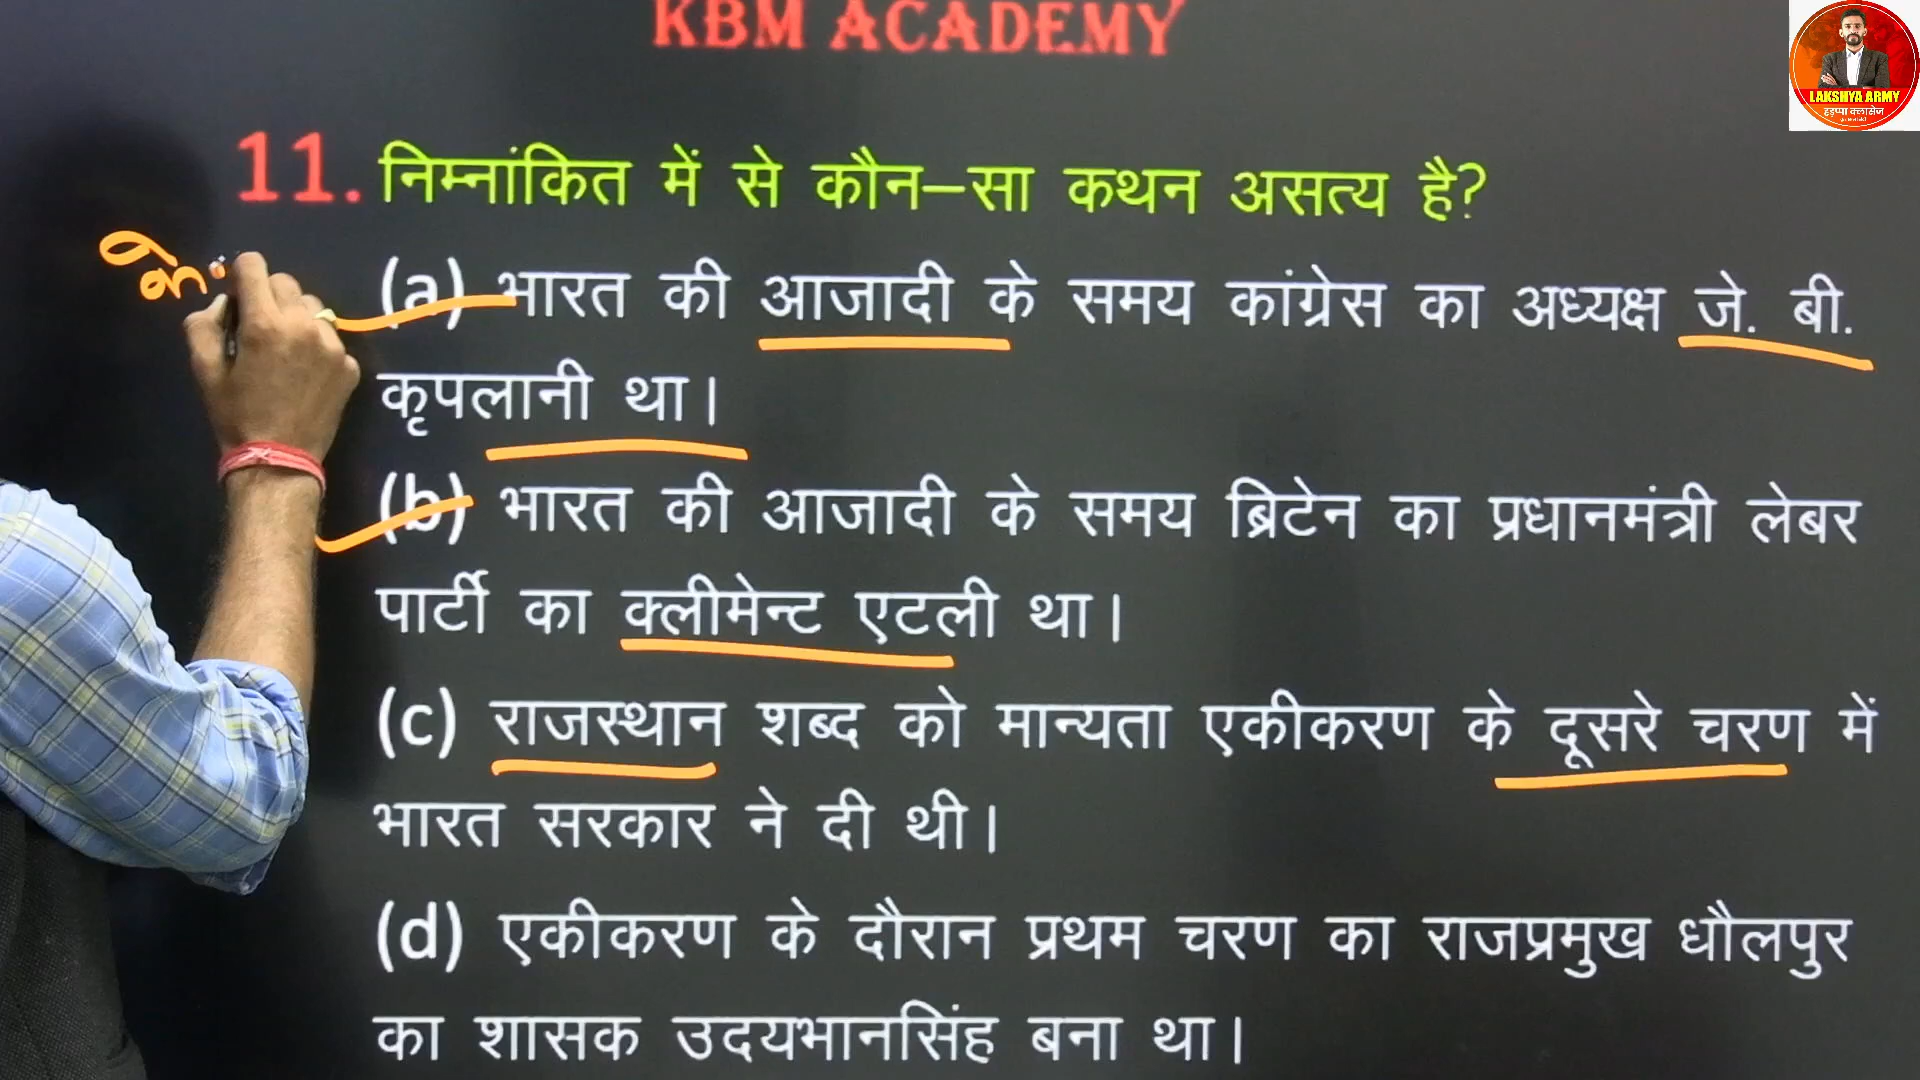 KBM ACADEMY
LAKSHYA ARMY
हड़प्पा क्लासेज
11. निम्नांकित में से कौन–सा कथन असत्य है?
(a) भारत की आजादी के समय कांग्रेस का अध्यक्ष जे. बी.
कृपलानी था।
(b) भारत की आजादी के समय ब्रिटेन का प्रधानमंत्री लेबर
पार्टी का क्लीमेन्ट एटली था।
(c) राजस्थान शब्द को मान्यता एकीकरण के दूसरे चरण में
भारत सरकार ने दी थी।
(d) एकीकरण के दौरान प्रथम चरण का राजप्रमुख धौलपुर
का शासक उदयभानसिंह बना था।